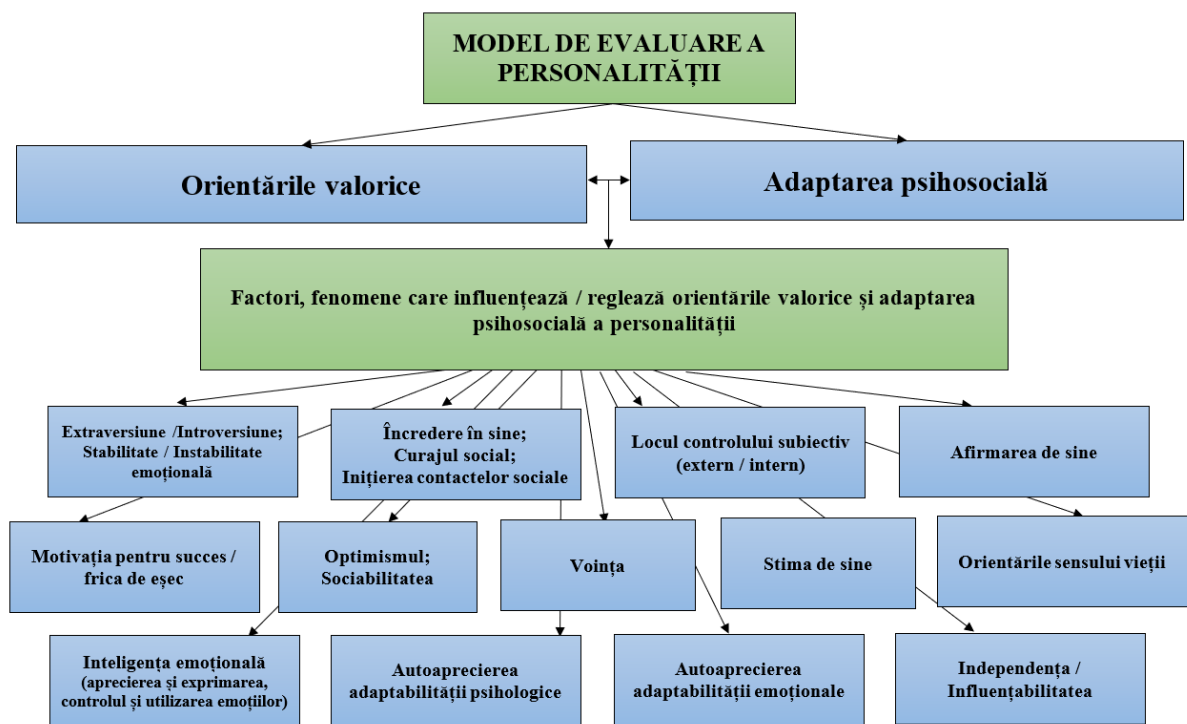 MODEL DE EVALUARE A
PERSONALITĂȚII
Orientările valorice
Adaptarea psihosocială
Factori, fenomene care influențează / reglează orientările valorice și adaptarea
psihosocială a personalității
Extraversiune /Introversiune;
Stabilitate / Instabilitate
emoțională
Încredere în sine;
Curajul social;
Inițierea contactelor sociale
Locul controlului subiectiv
(extern / intern)
Afirmarea de sine
Motivația pentru succes /
frica de eșec
Optimismul;
Sociabilitatea
Voința
Stima de sine
Orientările sensului vieții
Inteligența emoțională
(aprecierea și exprimarea,
controlul și utilizarea emoțiilor)
Autoaprecierea
adaptabilității psihologice
Autoaprecierea
adaptabilității emoționale
Independența /
Influențabilitatea